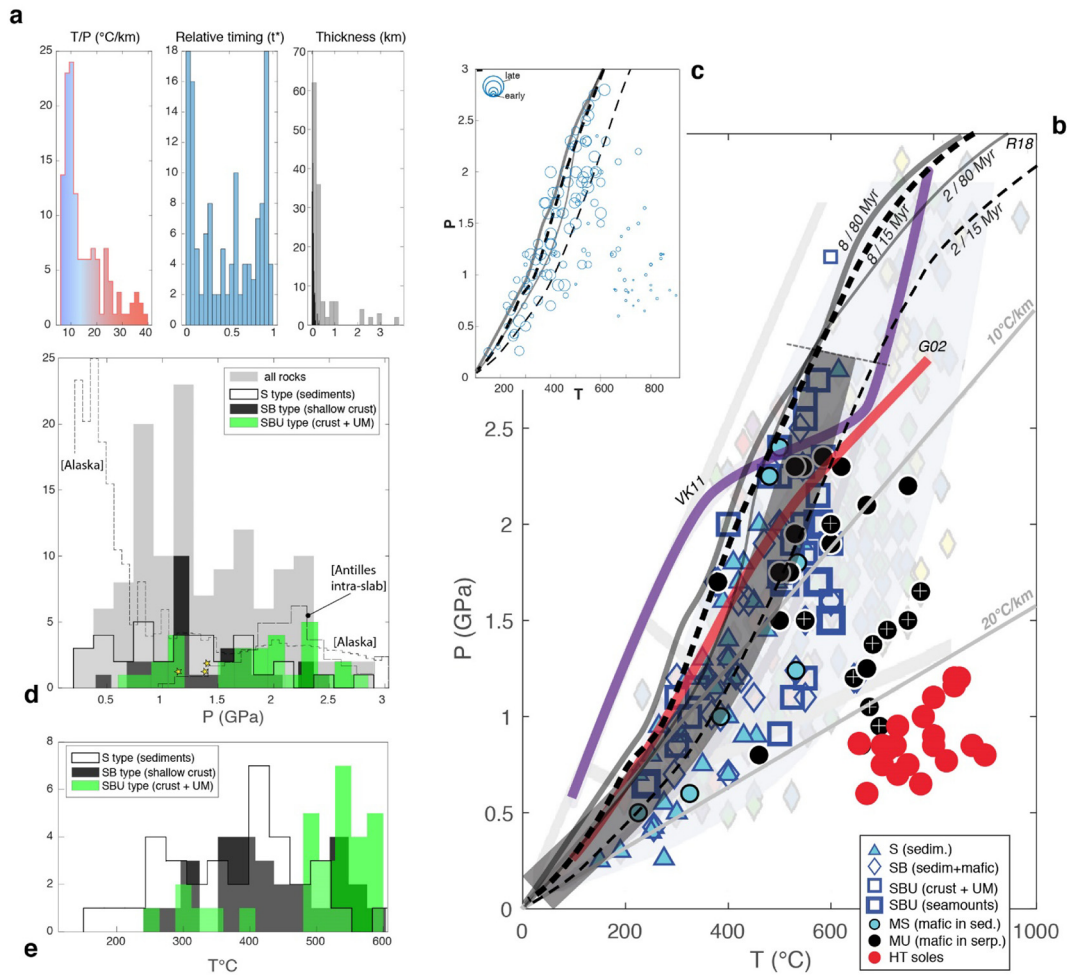 a
T/P (°C/km)
Relative timing (t*)
Thickness (km)
25
20
15
10
5
0
10 20 30 40
18
16
14
12
10
8
6
4
2
0
0 0.5 1
70
60
50
40
30
20
10
0
0 1 2 3
c
late
early
3
2.5
2
1.5
1
0.5
0
P
200 300 400 500 600 700 800
T
b
200 400 600 800 1000
R18
8 / 80 Myr
8 / 15 Myr
2 / 80 Myr
2 / 15 Myr
10°C/km
G02
VK11
20°C/km
2.5
2
1.5
1
0.5
0
P (GPa)
0 200 400 600 800 1000
T (°C)
S (sedim.)
SB (sedim+mafic)
SBU (crust + UM)
SBU (seamounts)
MS (mafic in sed.)
MU (mafic in serp.)
HT soles
25
20
15
10
5
0
all rocks
S type (sediments)
SB type (shallow crust)
SBU type (crust + UM)
[Alaska]
[Antilles
intra-slab]
[Alaska]
0.5 1 1.5 2 2.5 3
P (GPa)
d
8
6
4
2
0
S type (sediments)
SB type (shallow crust)
SBU type (crust + UM)
200 300 400 500 600
T°C
e